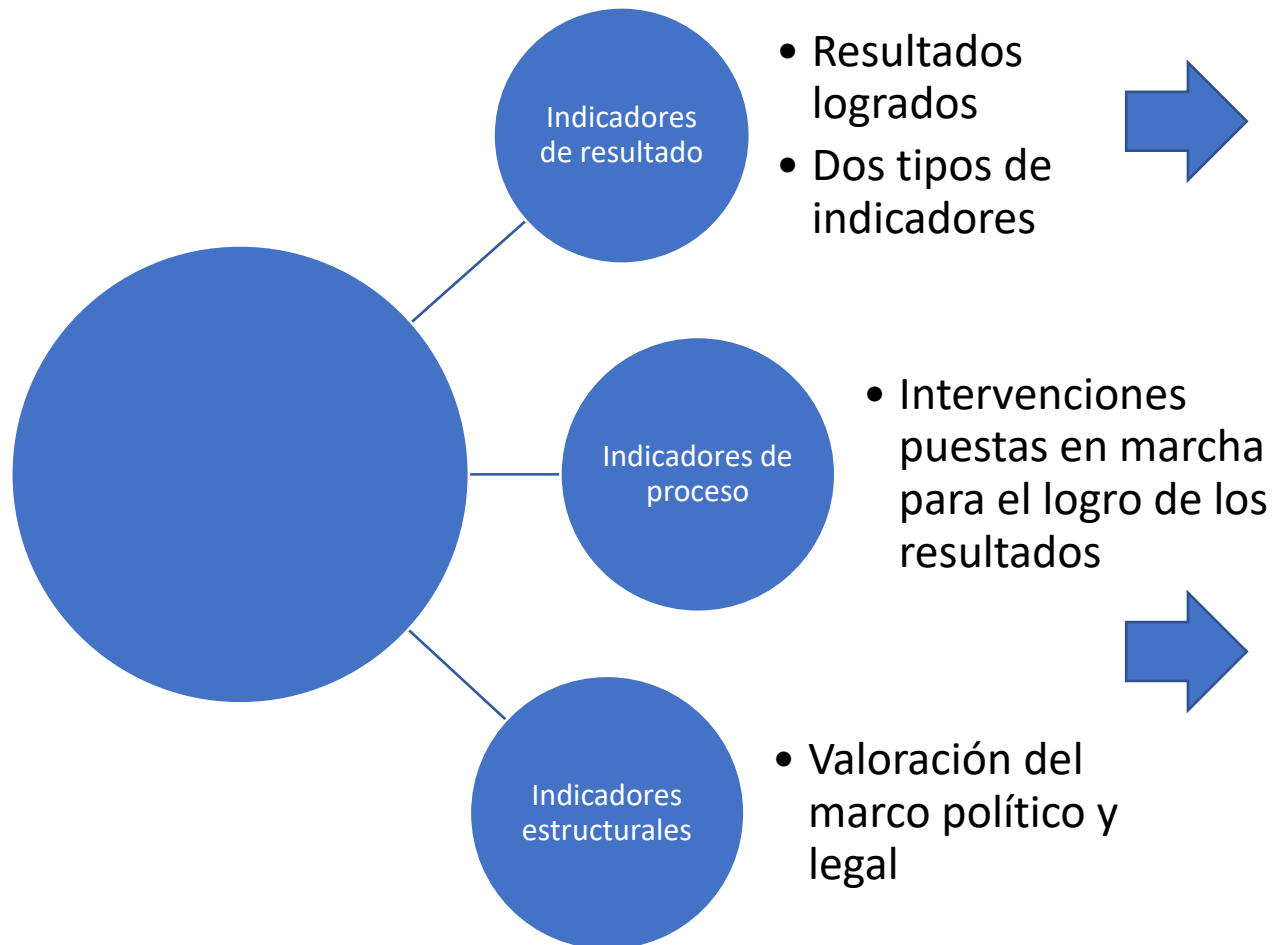 Indicadores
de resultado
• Resultados
logrados
• Dos tipos de
indicadores
Indicadores de
proceso
• Intervenciones
puestas en marcha
para el logro de los
resultados
Indicadores
estructurales
• Valoración del
marco político y
legal